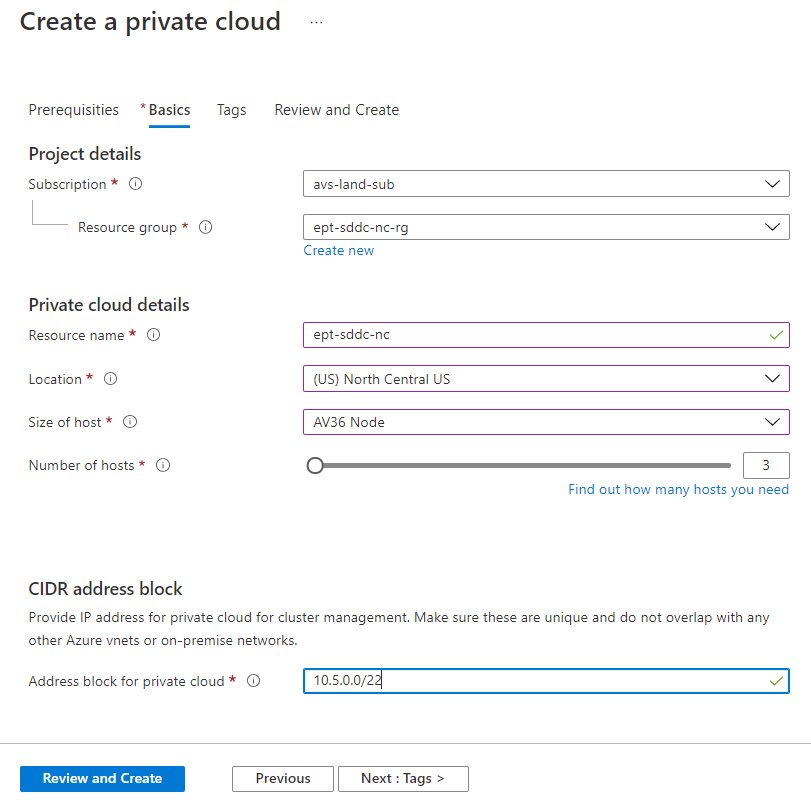 Create a private cloud ...
Prerequisities * Basics Tags Review and Create
Project details
Subscription * avs-land-sub
Resource group * ept-sddc-nc-rg
Create new
Private cloud details
Resource name * ept-sddc-nc
Location * (US) North Central US
Size of host * AV36 Node
Number of hosts * 3
Find out how many hosts you need
CIDR address block
Provide IP address for private cloud for cluster management. Make sure these are unique and do not overlap with any
other Azure vnets or on-premise networks.
Address block for private cloud * 10.5.0.0/22
Review and Create Previous Next : Tags >